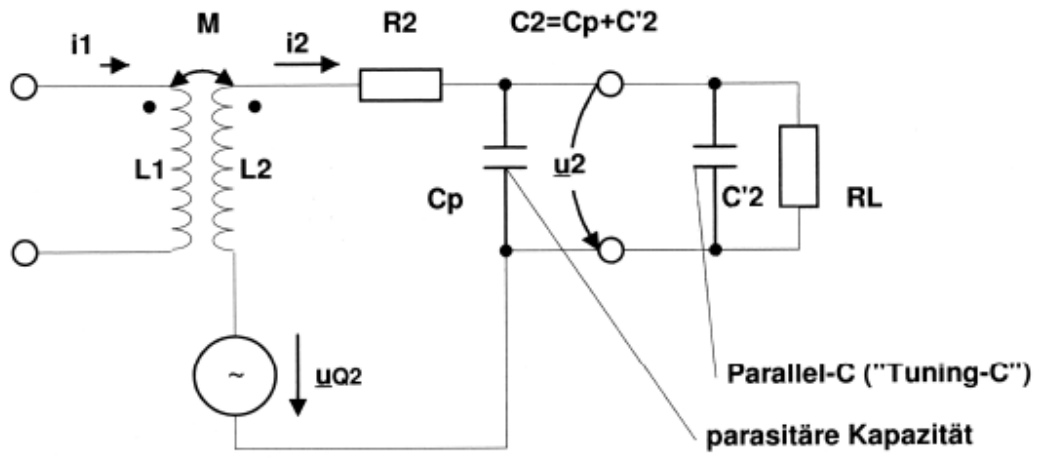 M
R2
C2=Cp+C'2
i1
i2
L1
L2
u2
Cp
C'2
RL
~
uQ2
Parallel-C ("Tuning-C")
parasitäre Kapazität